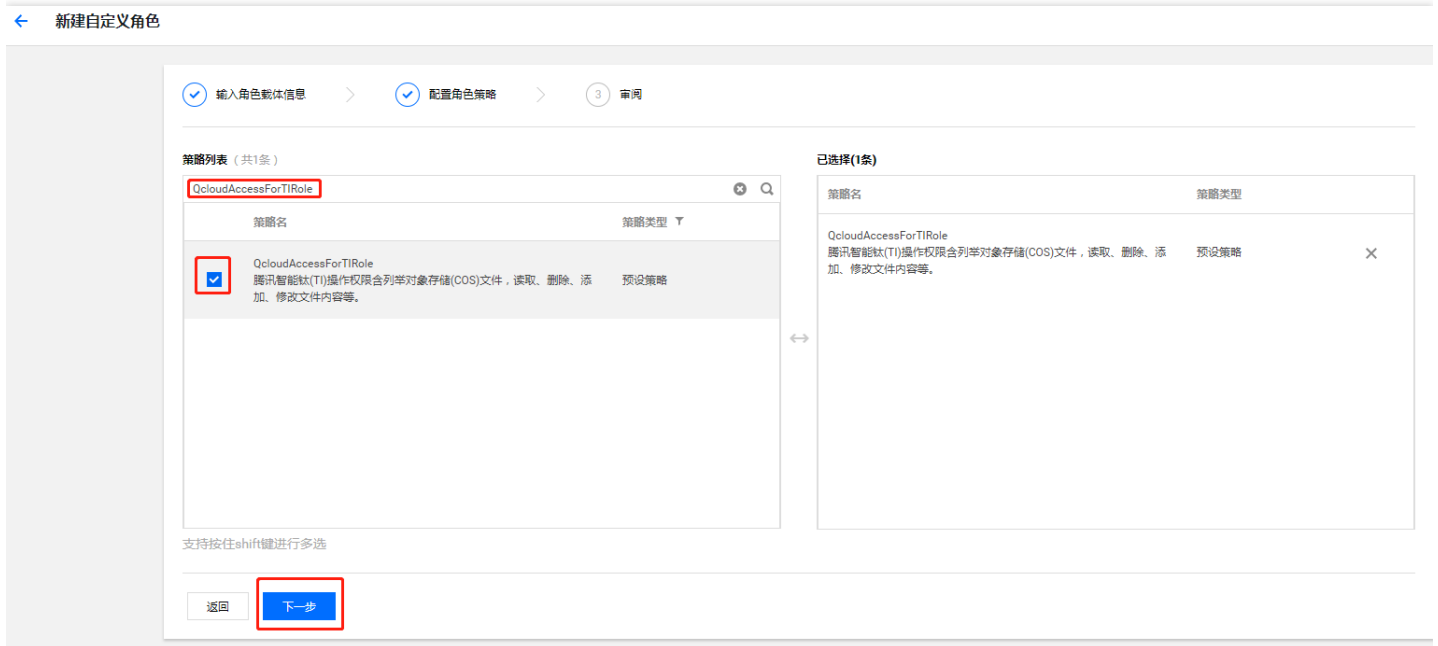 新建自定义角色
输入角色载体信息
配置角色策略
3 审阅
策略列表（共1条）
QcloudAccessForTIRole
策略名 策略类型
QcloudAccessForTIRole
腾讯智能钛(TI)操作权限含列举对象存储(COS)文件，读取、删除、添
加、修改文件内容等。
预设策略
支持按住shift键进行多选
已选择(1条)
策略名 策略类型
QcloudAccessForTIRole
腾讯智能钛(TI)操作权限含列举对象存储(COS)文件，读取、删除、添
加、修改文件内容等。
预设策略
返回 下一步